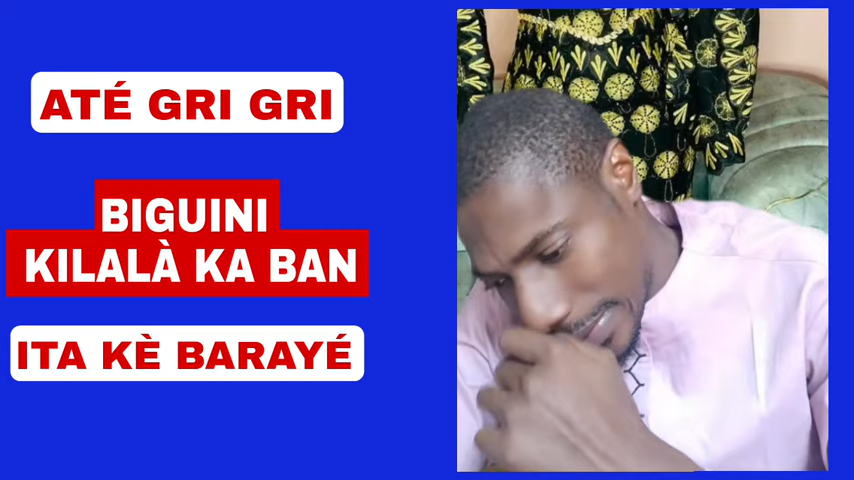 ATÉ GRI GRI
BIGUINI
KILALÀ KA BAN
ITA KÈ BARAYÉ